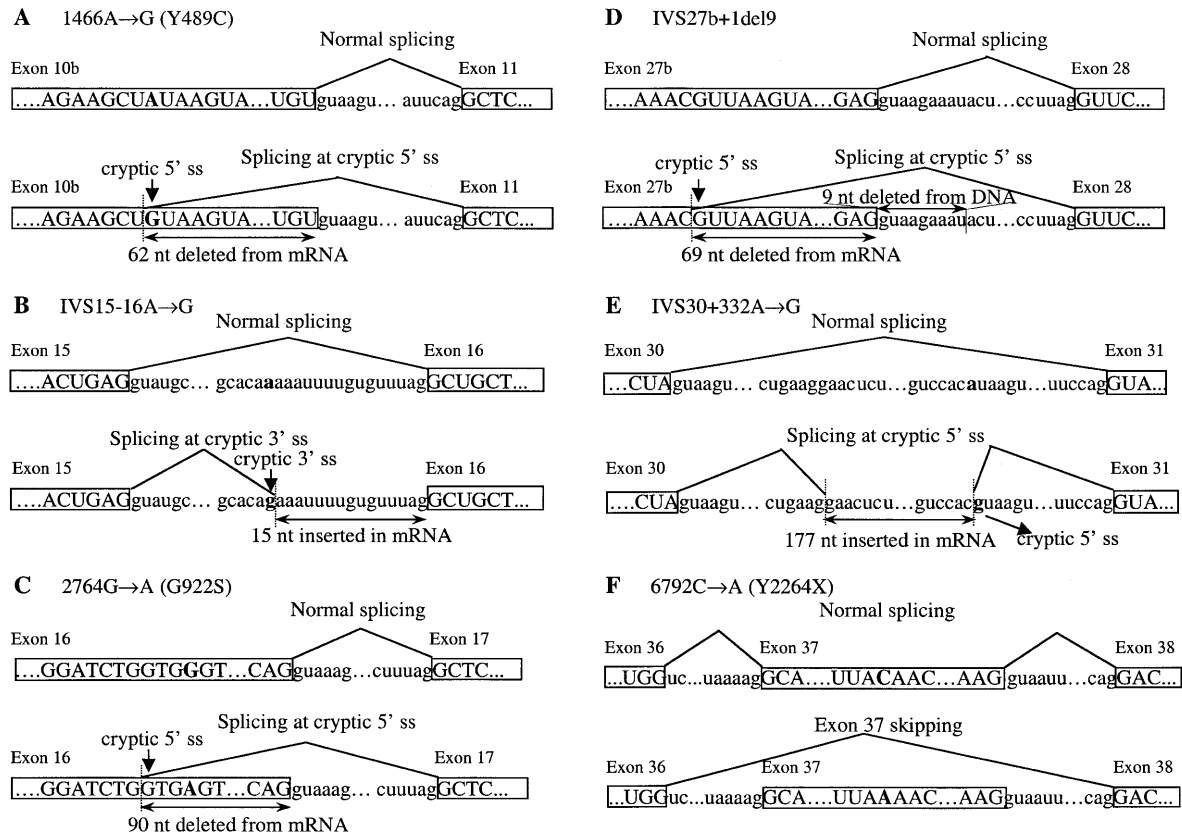 A 1466A→G (Y489C)
Normal splicing
Exon 10b Exon 11
....AGAAGCUAUAAGUA...UGUguaagu... auucagGCTC...
cryptic 5’ ss
Splicing at cryptic 5’ ss
Exon 10b Exon 11
....AGAAGCUGUAAGUA...UGUguaagu... auucagGCTC...
62 nt deleted from mRNA
B IVS15-16A→G
Normal splicing
Exon 15 Exon 16
....ACUGAGguaugc... gcacaaaaauuuuguguuuagGCUGCT...
Splicing at cryptic 3’ ss
cryptic 3’ ss
Exon 15 Exon 16
....ACUGAGguaugc... gcacagaaauuuuguguuuagGCUGCT...
15 nt inserted in mRNA
C 2764G→A (G922S)
Normal splicing
Exon 16 Exon 17
....GGATCTGGTGGGT...CAGguaaag...cuuuagGCTC...
Splicing at cryptic 5’ ss
cryptic 5’ ss
Exon 16 Exon 17
....GGATCTGGTGAGT...CAGguaaag... cuuuagGCTC...
90 nt deleted from mRNA
D IVS27b+1del9
Normal splicing
Exon 27b Exon 28
....AAACGUUAAGUA...GAGguaagaaauacu...ccuuagGUUC...
cryptic 5’ ss
Splicing at cryptic 5’ ss
Exon 27b Exon 28
9 nt deleted from DNA
....AAACGUUAAGUA...GAGguaagaaauacu...ccuuagGUUC...
69 nt deleted from mRNA
E IVS30+332A→G
Normal splicing
Exon 30 Exon 31
...CUAguaagu... cugaaggaacucu...guccacauaagu...uuccagGUA...
Splicing at cryptic 5’ ss
Exon 30 Exon 31
....CUAguaagu... cugaaggaacucu...guccacguaagu...uuccagGUA...
177 nt inserted in mRNA
cryptic 5’ ss
F 6792C→A (Y2264X)
Normal splicing
Exon 36 Exon 37 Exon 38
...UGGuc...uaaaagGCA....UUACAAC...AAGguaauu...cagGAC...
Exon 37 skipping
Exon 36 Exon 37 Exon 38
...UGGuc...uaaaagGCA....UUAAAAC...AAGguaauu...cagGAC...